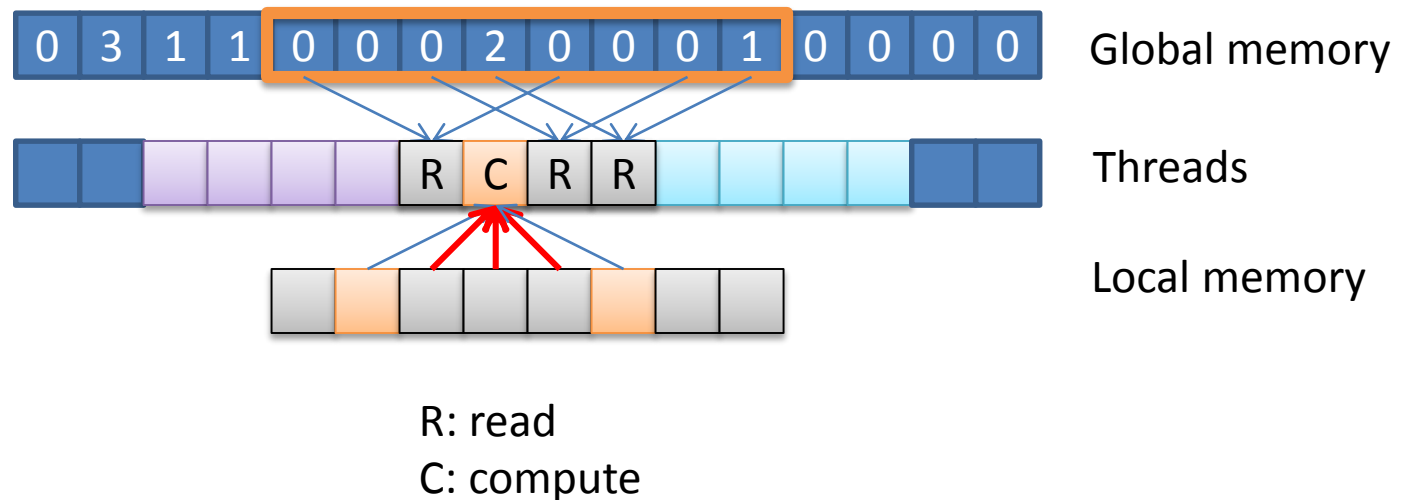 0 3 1 1 0 0 0 2 0 0 0 1 0 0 0 0 Global memory
R C R R Threads
Local memory
R: read
C: compute